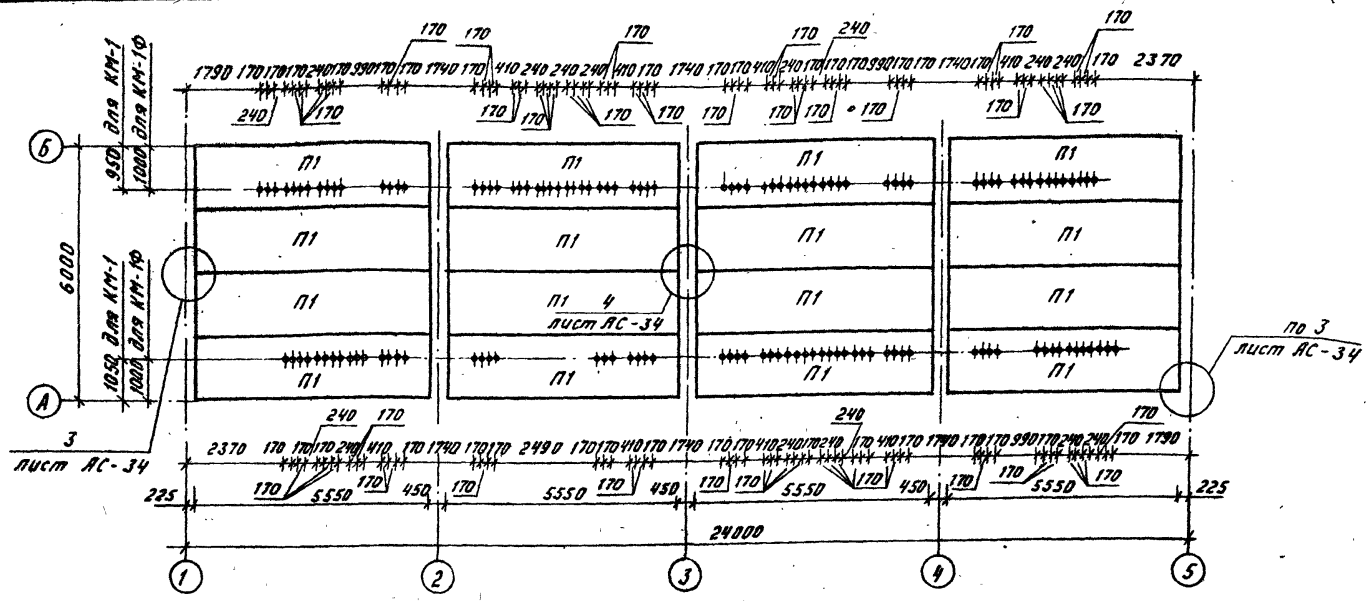 170 170 170 170 240 170 170
1790 170 170 170 240 170 990 170 170 1740 170 410 240 240 240 410 170 1740 170 170 410 240 170 170 990 170 170 1740 170 410 240 240 170 2370
240 170 170 170 170 170 170 170 170 170 170 170
950 для КМ-1
1000 для КМ-1Ф
Б
П1 П1 П1 П1
П1 П1 П1 П1
6000
1050 для КМ-1
1000 для КМ-1Ф
П1 П1 П1 П1
4
лист АС-34
по 3
лист АС-34
П1 П1 П1 П1
А
3
лист АС-34
240 170 240 170
2370 170 170 240 410 170 1740 170 170 2490 170 170 410 170 1740 170 170 410 240 170 240 170 410 170 1740 170 170 990 170 240 240 170 1790
170 170 170 170 170 170 170 170 170 170 170
225 5550 450 5550 450 5550 450 5550 225
24000
1 2 3 4 5